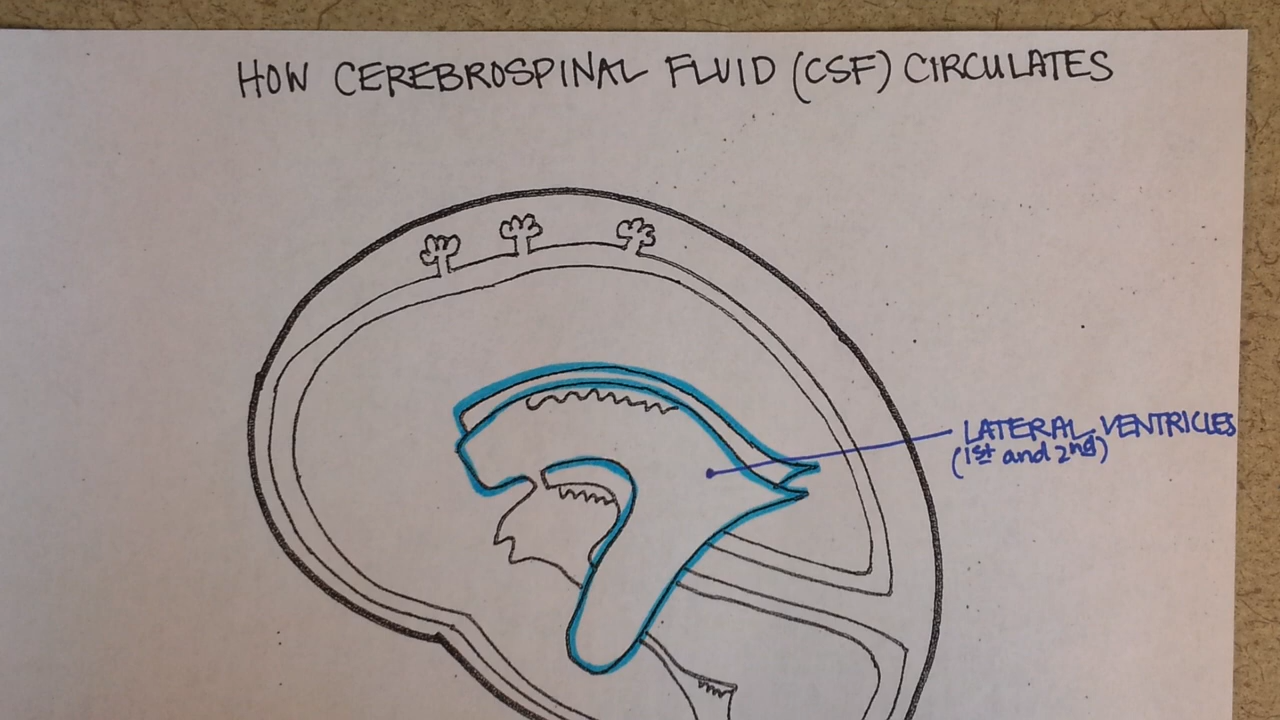 HOW CEREBROSPINAL FLUID (CSF) CIRCULATES
LATERAL VENTRICLES
(1st and 2nd)